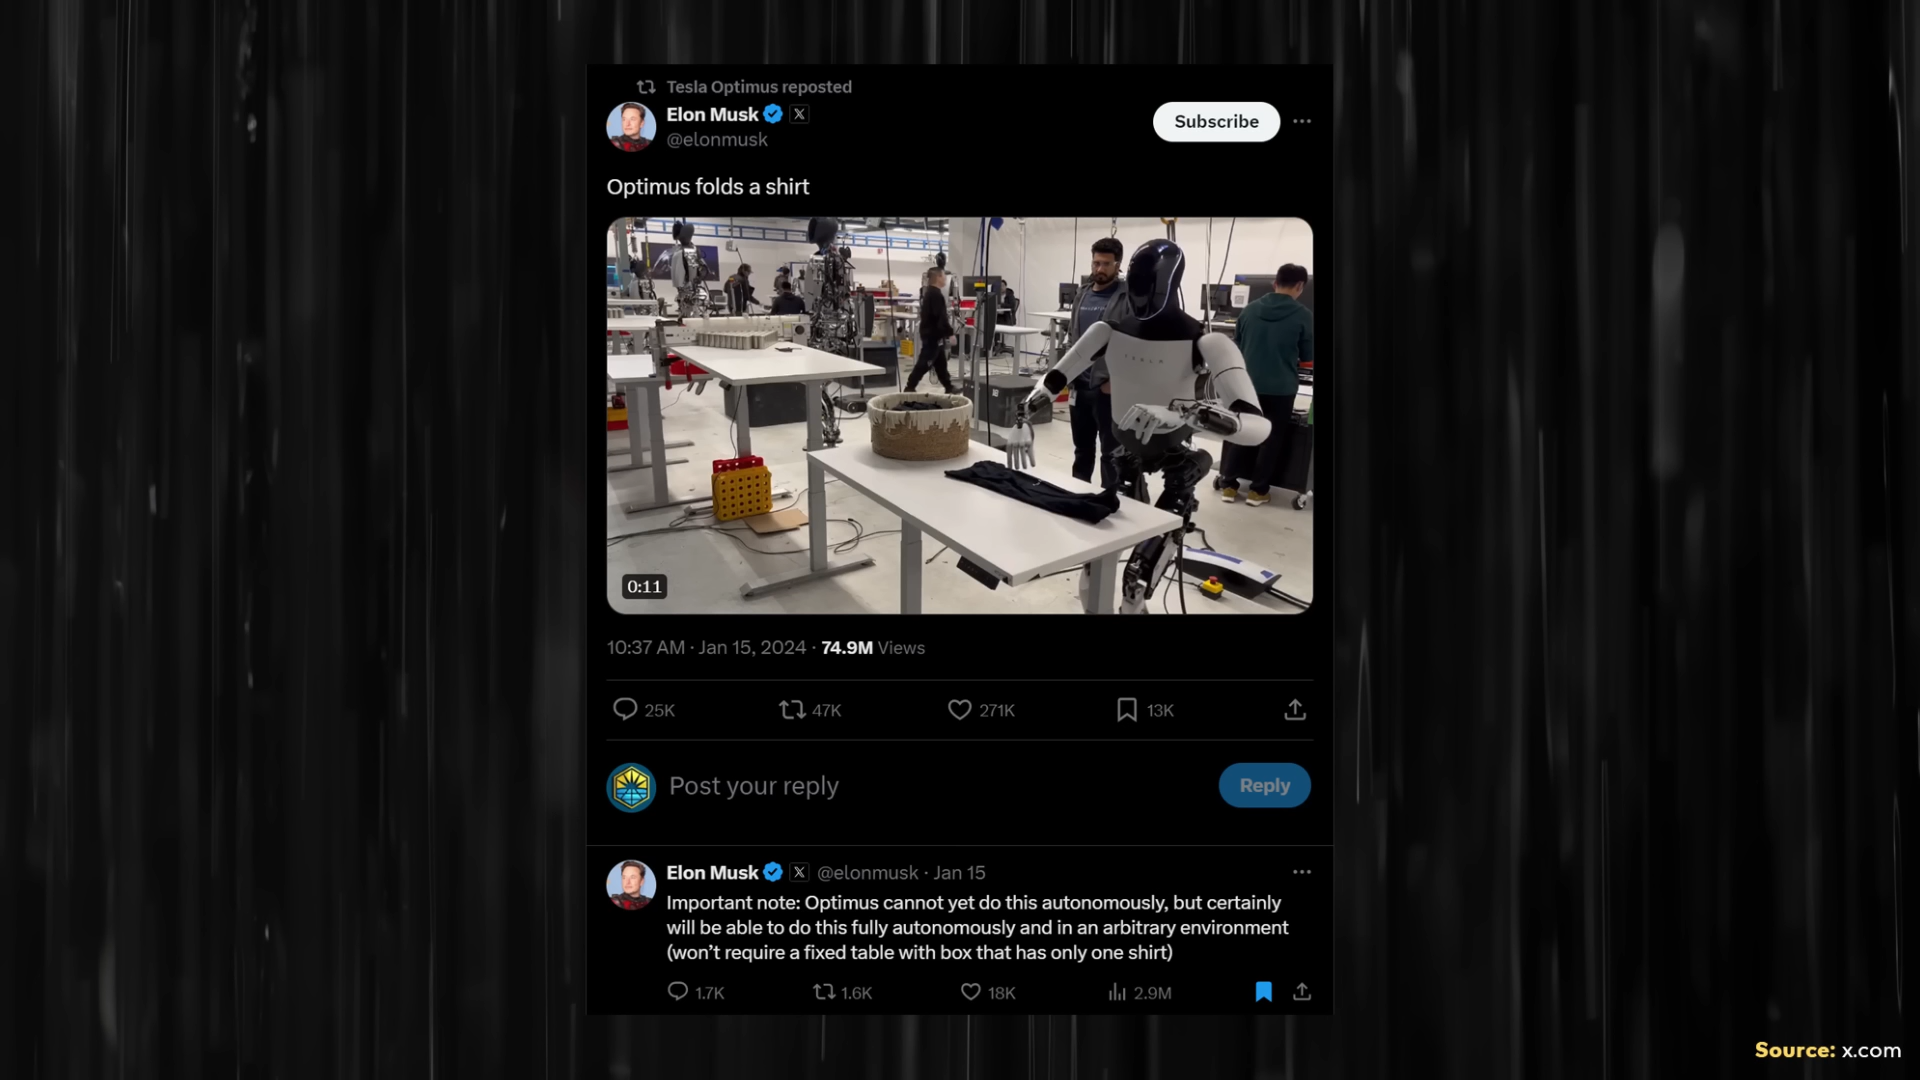 Tesla Optimus reposted
Elon Musk
@elonmusk
Subscribe
Optimus folds a shirt
TESLA
0:11
10:37 AM · Jan 15, 2024 · 74.9M Views
25K 47K 271K 13K
Post your reply
Reply
Elon Musk @elonmusk · Jan 15
Important note: Optimus cannot yet do this autonomously, but certainly
will be able to do this fully autonomously and in an arbitrary environment
(won’t require a fixed table with box that has only one shirt)
1.7K 1.6K 18K 2.9M
Source: x.com